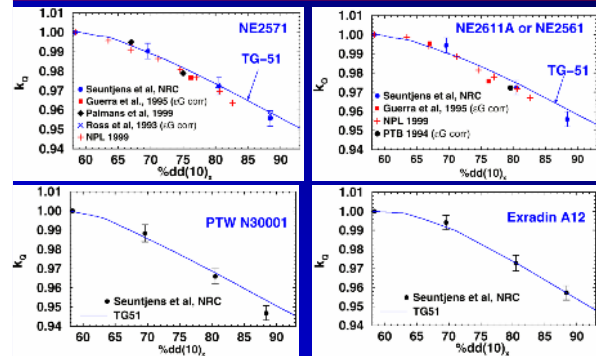 NE2571
1.00
0.99
0.98
0.97
0.96
0.95
0.94
k_Q
TG-51
Seuntjens et al, NRC
Guerra et al., 1995 (εG corr)
Palmans et al., 1999
Ross et al., 1993 (εG corr)
NPL 1999
60 65 70 75 80 85 90
%dd(10)_x
NE2611A or NE2561
1.00
0.99
0.98
0.97
0.96
0.95
0.94
k_Q
TG-51
Seuntjens et al, NRC
Guerra et al., 1995 (εG corr)
NPL 1999
PTB 1994 (εG corr)
60 65 70 75 80 85 90
%dd(10)_x
PTW N30001
1.00
0.99
0.98
0.97
0.96
0.95
0.94
k_Q
Seuntjens et al, NRC
TG51
60 65 70 75 80 85 90
%dd(10)_x
Exradin A12
1.00
0.99
0.98
0.97
0.96
0.95
0.94
k_Q
Seuntjens et al, NRC
TG51
60 65 70 75 80 85 90
%dd(10)_x